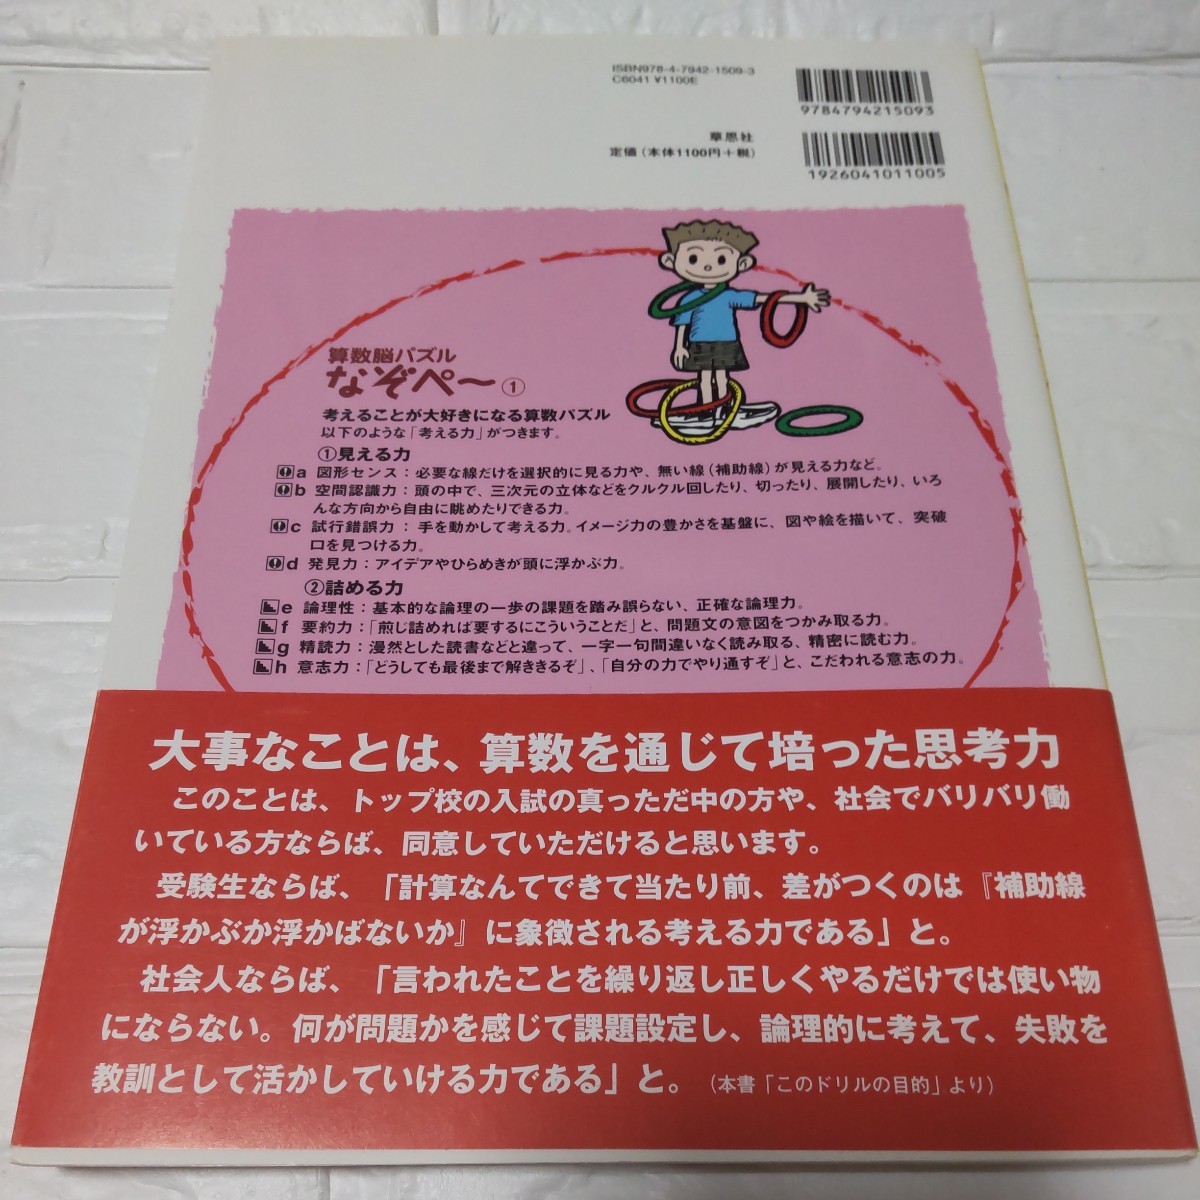 ISBN978-4-7942-1509-3
C6041 ¥1100E
9784794215093
草思社
定価（本体1100円＋税）
1926041011005
算数脳パズル
なぞペ〜①
考えることが大好きになる算数パズル
以下のような「考える力」がつきます。
①見える力
a 図形センス：必要な線だけを選択的に見る力や、無い線（補助線）が見える力など。
b 空間認識力：頭の中で、三次元の立体などをクルクル回したり、切ったり、展開したり、いろ
んな方向から自由に眺めたりできる力。
c 試行錯誤力：手を動かして考える力。イメージ力の豊かさを基盤に、図や絵を描いて、突破
口を見つける力。
d 発見力：アイデアやひらめきが頭に浮かぶ力。
②詰める力
e 論理性：基本的な論理の一歩の課題を踏み誤らない、正確な論理力。
f 要約力：「煎じ詰めれば要するにこういうことだ」と、問題文の意図をつかみ取る力。
g 精読力：漫然とした読書などと違って、一字一句間違いなく読み取る、精密に読む力。
h 意志力：「どうしても最後まで解ききるぞ」、「自分の力でやり通すぞ」と、こだわれる意志の力。
大事なことは、算数を通じて培った思考力
このことは、トップ校の入試の真っただ中の方や、社会でバリバリ働
いている方ならば、同意していただけると思います。
受験生ならば、「計算なんてできて当たり前、差がつくのは『補助線
が浮かぶか浮かばないか』に象徴される考える力である」と。
社会人ならば、「言われたことを繰り返し正しくやるだけでは使い物
にならない。何が問題かを感じて課題設定し、論理的に考えて、失敗を
教訓として活かしていける力である」と。（本書「このドリルの目的」より）